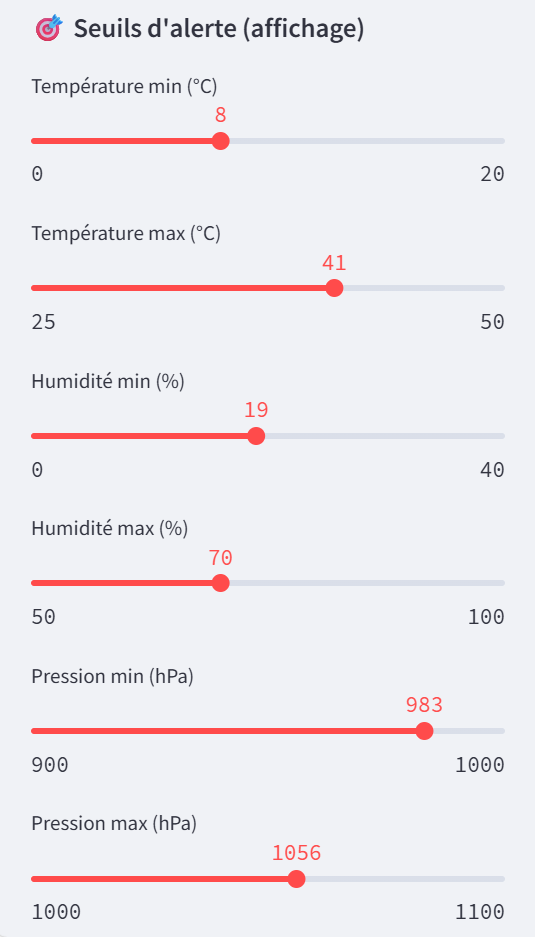 Seuils d'alerte (affichage)
Température min (°C)
8
0 20
Température max (°C)
41
25 50
Humidité min (%)
19
0 40
Humidité max (%)
70
50 100
Pression min (hPa)
983
900 1000
Pression max (hPa)
1056
1000 1100